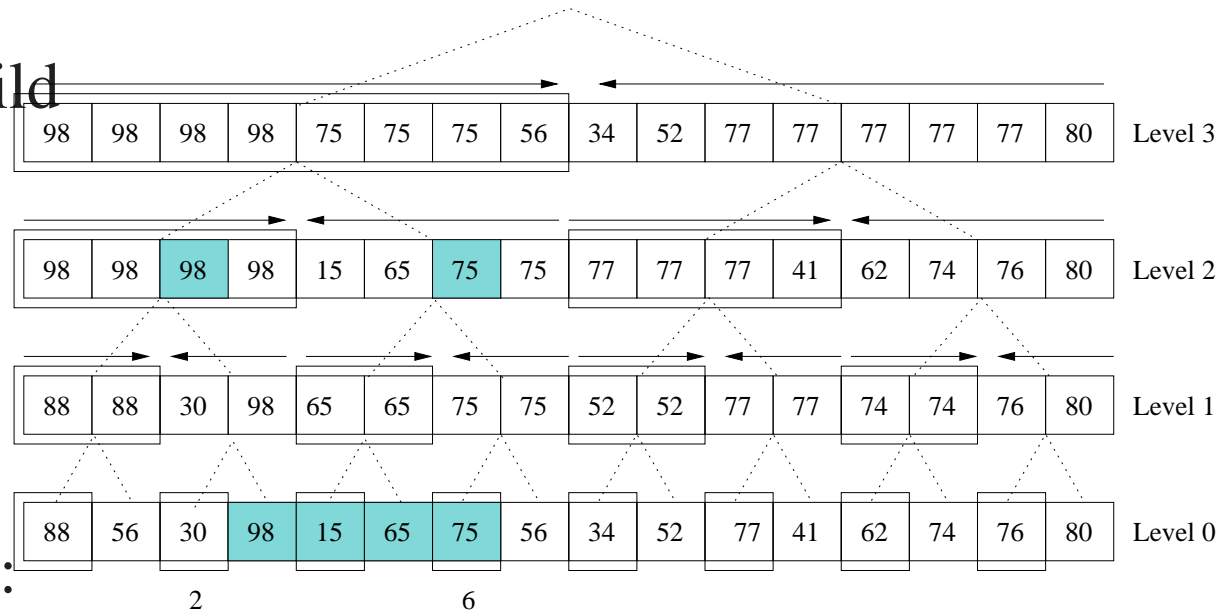 ild
98 98 98 98 75 75 75 56 34 52 77 77 77 77 77 80 Level 3
98 98 98 98 15 65 75 75 77 77 77 41 62 74 76 80 Level 2
88 88 30 98 65 65 75 75 52 52 77 77 74 74 76 80 Level 1
88 56 30 98 15 65 75 56 34 52 77 41 62 74 76 80 Level 0
:
2 6